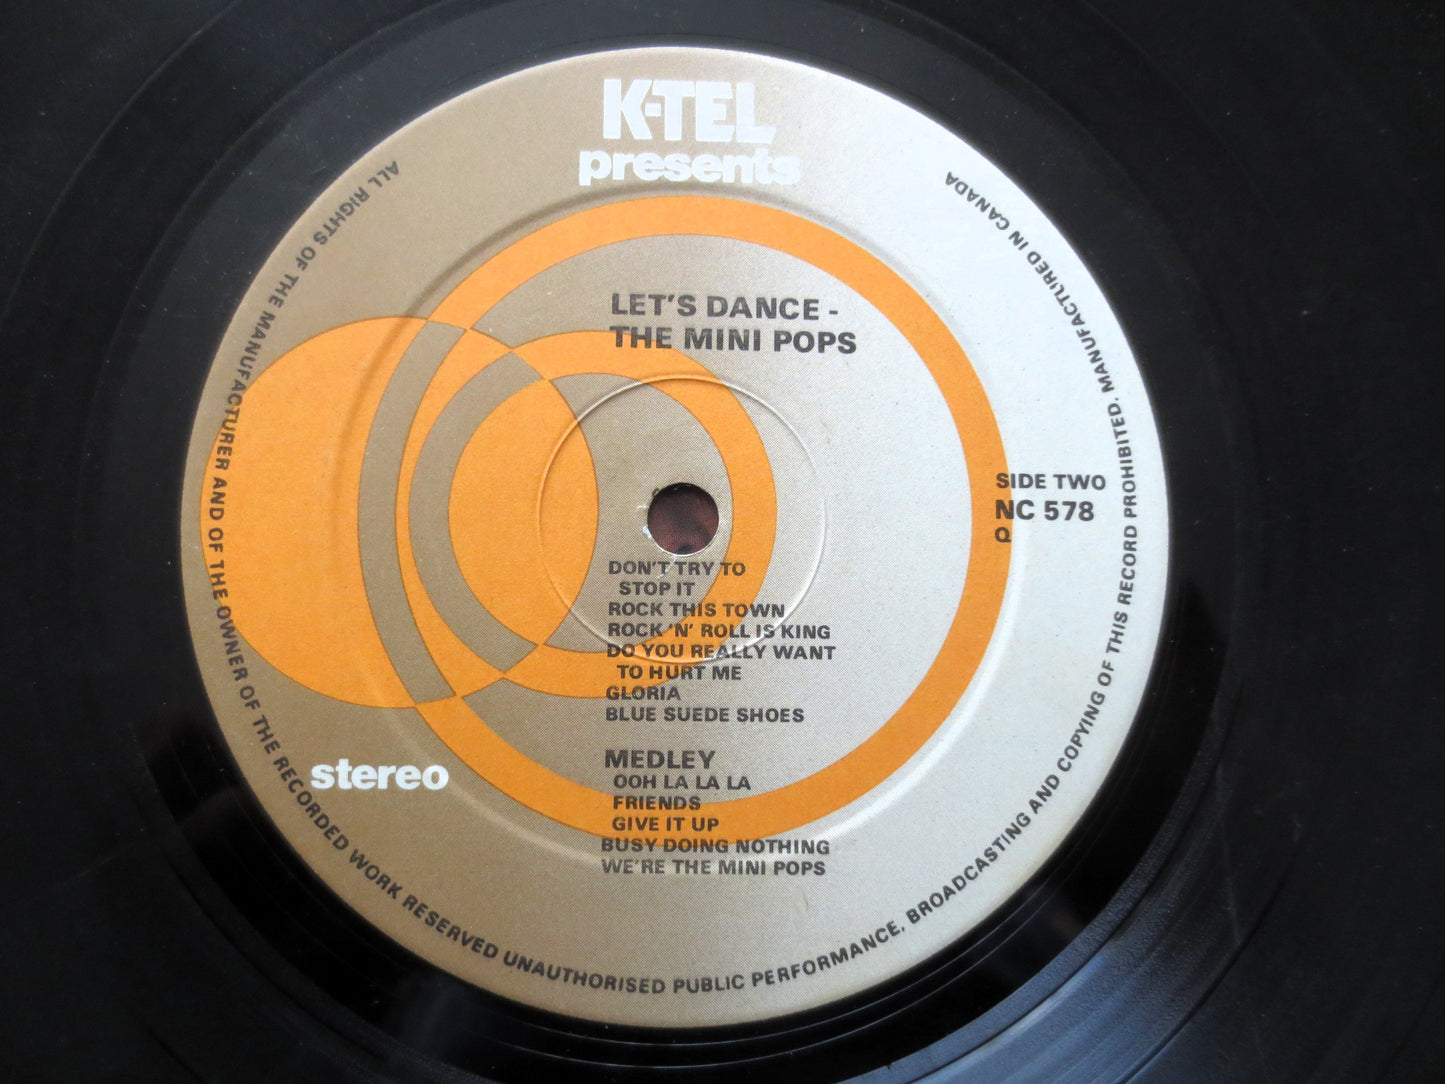 K-TEL
presents
LET'S DANCE -
THE MINI POPS
SIDE TWO
NC 578
Q
DON'T TRY TO
STOP IT
ROCK THIS TOWN
ROCK 'N' ROLL IS KING
DO YOU REALLY WANT
TO HURT ME
GLORIA
BLUE SUEDE SHOES
MEDLEY
OOH LA LA LA
FRIENDS
GIVE IT UP
BUSY DOING NOTHING
WE'RE THE MINI POPS
stereo
ALL RIGHTS OF THE MANUFACTURER AND OF THE OWNER OF THE RECORDED WORK RESERVED UNAUTHORISED PUBLIC PERFORMANCE, BROADCASTING AND COPYING OF THIS RECORD PROHIBITED. MANUFACTURED IN CANADA